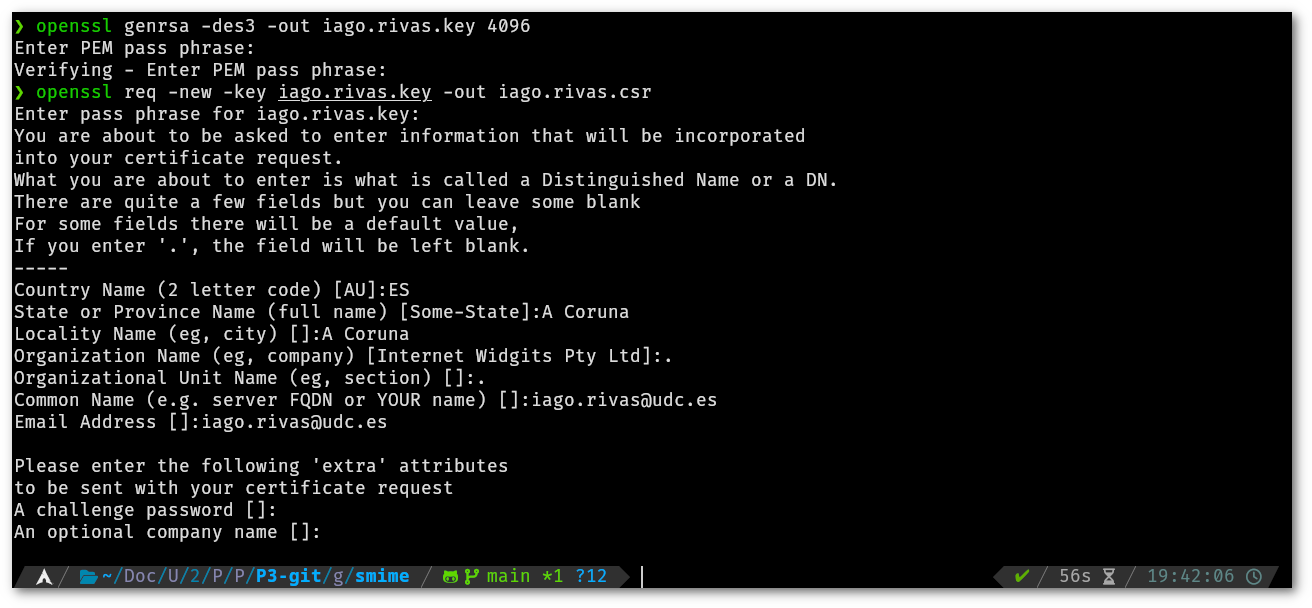 ❯ openssl genrsa -des3 -out iago.rivas.key 4096
Enter PEM pass phrase:
Verifying - Enter PEM pass phrase:
❯ openssl req -new -key iago.rivas.key -out iago.rivas.csr
Enter pass phrase for iago.rivas.key:
You are about to be asked to enter information that will be incorporated
into your certificate request.
What you are about to enter is what is called a Distinguished Name or a DN.
There are quite a few fields but you can leave some blank
For some fields there will be a default value,
If you enter '.', the field will be left blank.
-----
Country Name (2 letter code) [AU]:ES
State or Province Name (full name) [Some-State]:A Coruna
Locality Name (eg, city) []:A Coruna
Organization Name (eg, company) [Internet Widgits Pty Ltd]:.
Organizational Unit Name (eg, section) []:.
Common Name (e.g. server FQDN or YOUR name) []:iago.rivas@udc.es
Email Address []:iago.rivas@udc.es
Please enter the following 'extra' attributes
to be sent with your certificate request
A challenge password []:
An optional company name []:
~/Doc/U/2/P/P/P3-git/g/smime main *1 ?12 ✔ 56s 19:42:06